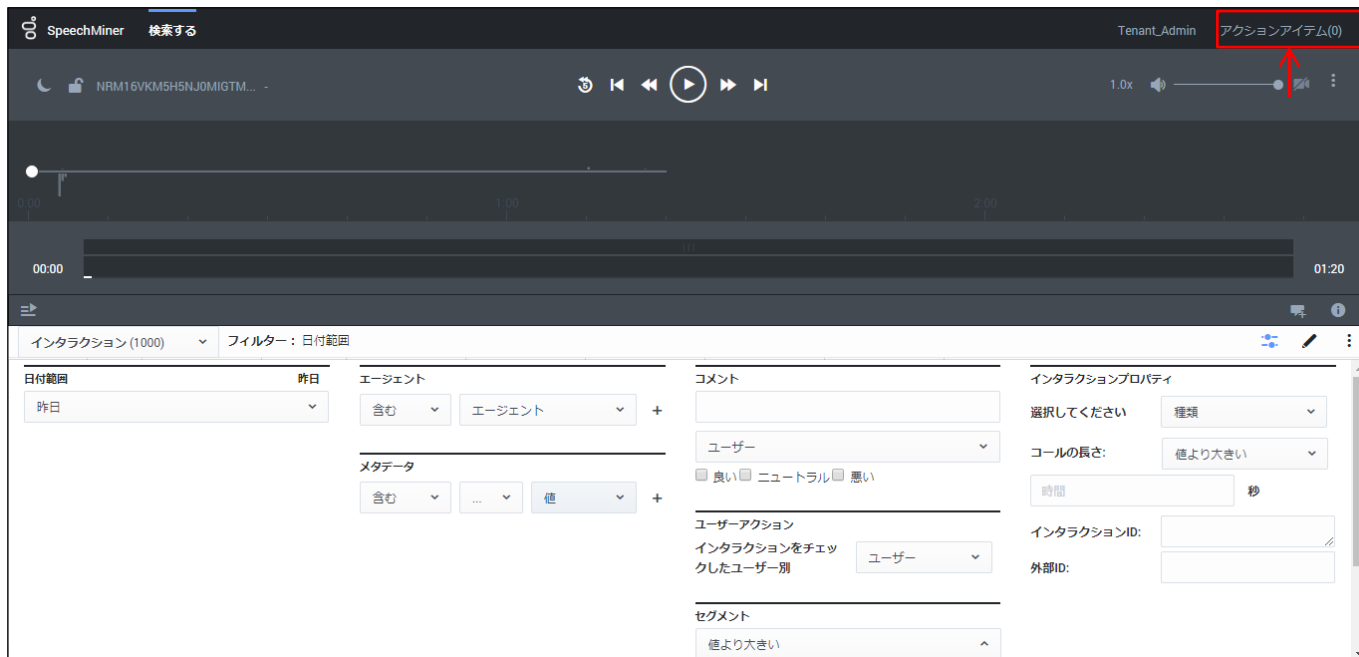 SpeechMiner 検索する Tenant_Admin アクションアイテム(0)
NRM16VKM5H5NJ0MIGTM... - 5 1.0x
0:00 1:00 2:00
00:00 01:20
インタラクション (1000) フィルター： 日付範囲
日付範囲 昨日
昨日
エージェント
含む エージェント +
メタデータ
含む ... 値 +
コメント
ユーザー
良い ニュートラル 悪い
ユーザーアクション
インタラクションをチェッ
クしたユーザー別 ユーザー
セグメント
値より大きい
インタラクションプロパティ
選択してください 種類
コールの長さ: 値より大きい
時間 秒
インタラクションID:
外部ID: